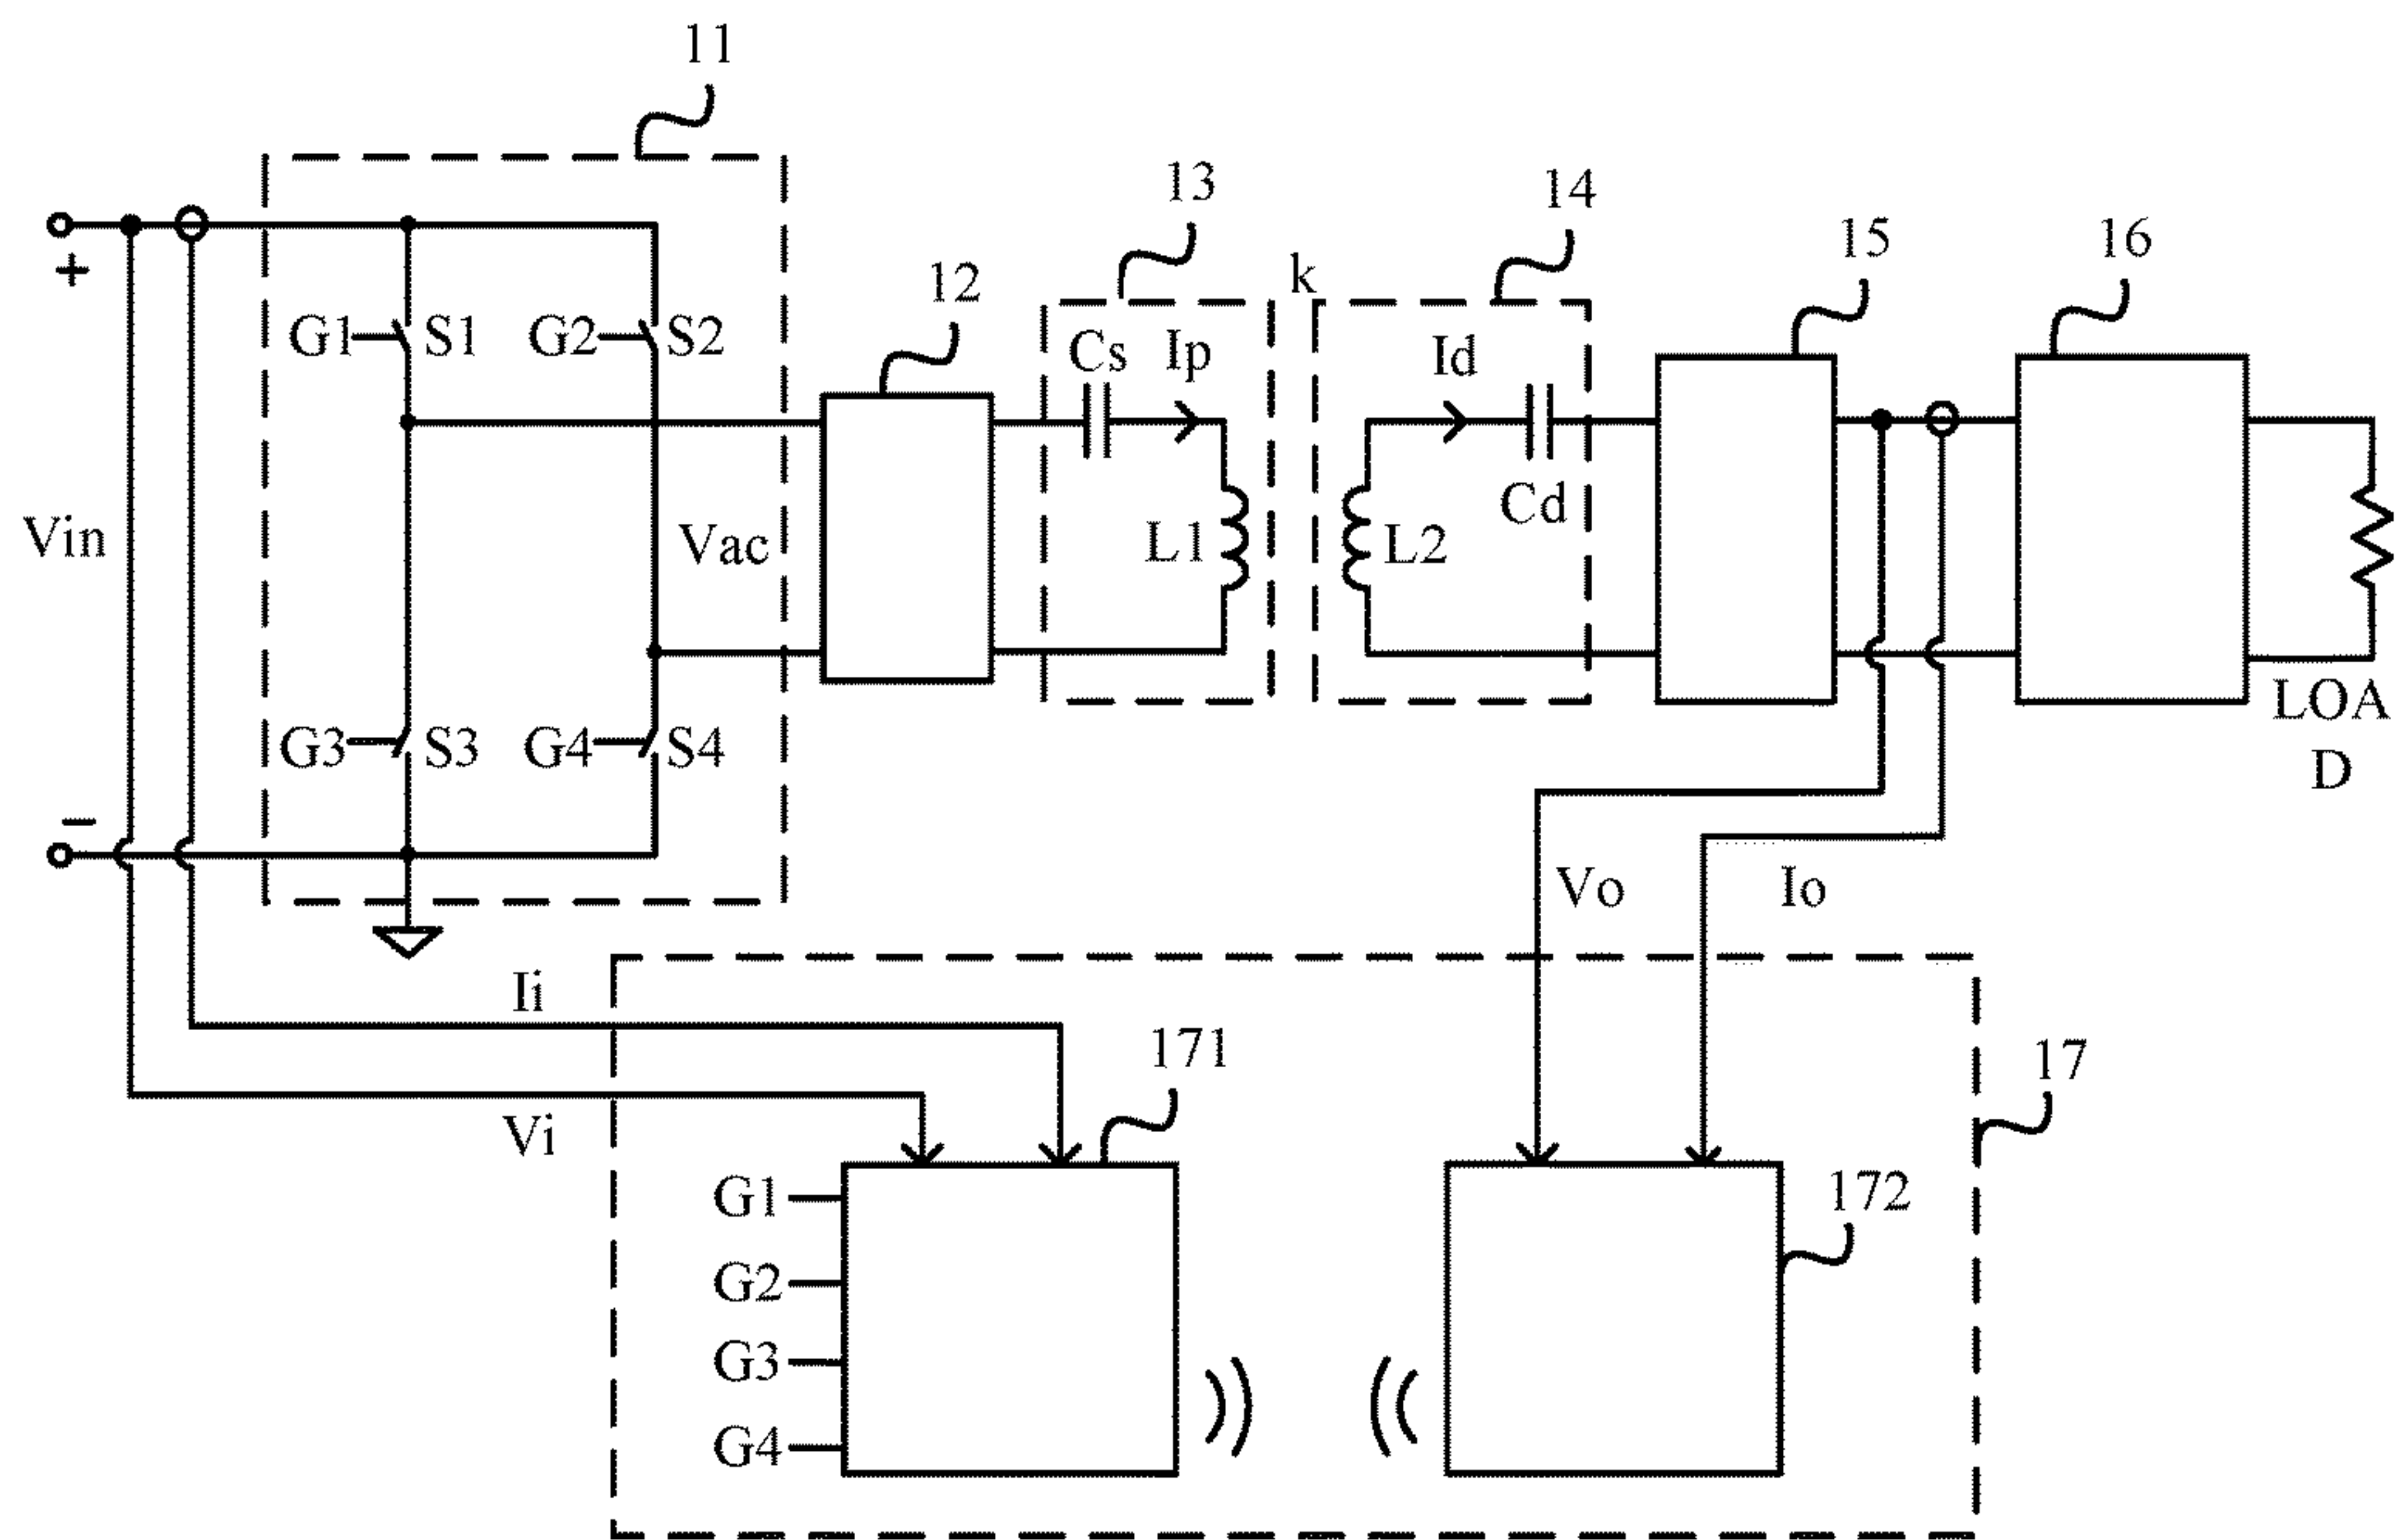 11
13
14
15
16
k
12
+
G1
S1
G2
S2
Cs
Ip
Id
Vin
Vac
L1
L2
Cd
G3
S3
G4
S4
LOA
D
−
Vo
Io
Ii
171
17
Vi
172
G1
G2
G3
G4